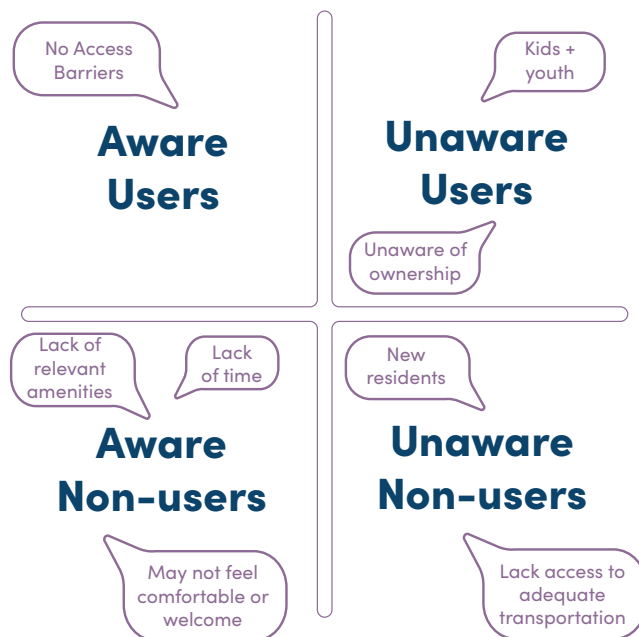 No Access
Barriers
Aware
Users
Kids +
youth
Unaware
Users
Unaware of
ownership
Lack of
relevant
amenities
Lack
of time
Aware
Non-users
May not feel
comfortable or
welcome
New
residents
Unaware
Non-users
Lack access to
adequate
transportation